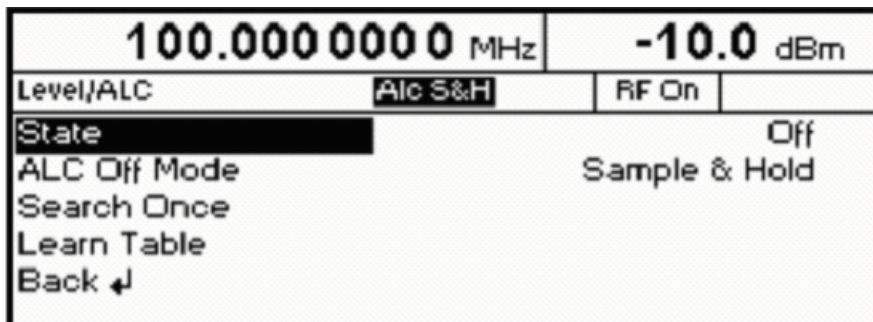 100.000 000 0 MHz -10.0 dBm
Level/ALC Alc S&H RF On
State Off
ALC Off Mode Sample & Hold
Search Once
Learn Table
Back ↲